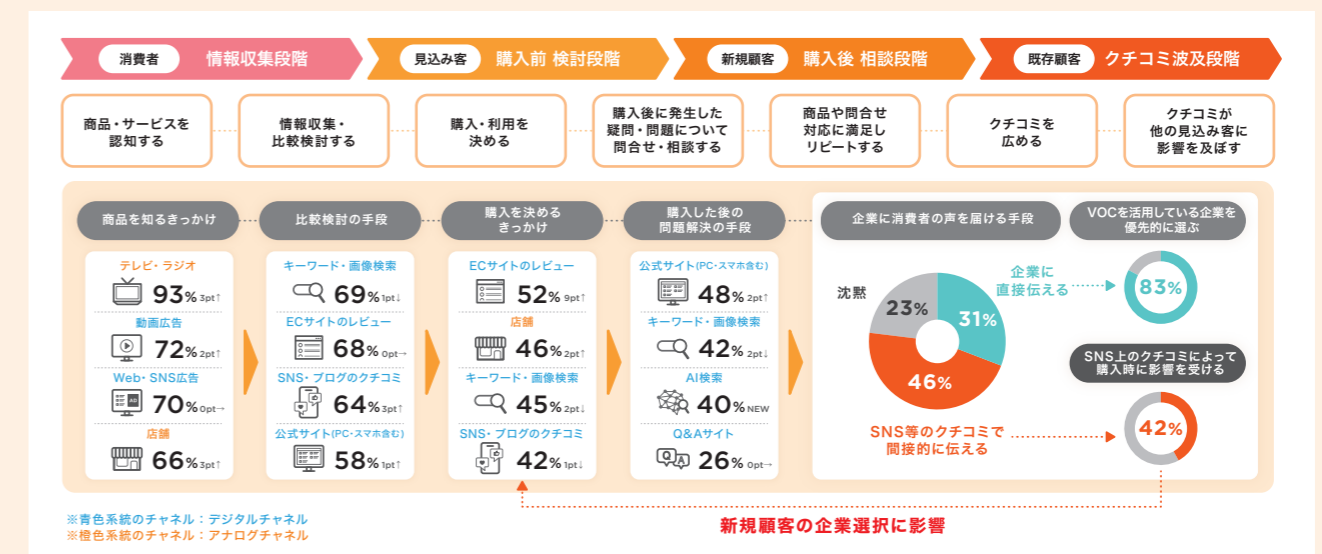 消費者 情報収集段階
見込み客 購入前 検討段階
新規顧客 購入後 相談段階
既存顧客 クチコミ波及段階
商品・サービスを
認知する
情報収集・
比較検討する
購入・利用を
決める
購入後に発生した
疑問・問題について
問合せ・相談する
商品や問合せ
対応に満足し
リピートする
クチコミを
広める
クチコミが
他の見込み客に
影響を及ぼす
商品を知るきっかけ
テレビ・ラジオ
93% 3pt↑
動画広告
72% 2pt↑
Web・SNS広告
AD
70% 0pt→
店舗
66% 3pt↑
比較検討の手段
キーワード・画像検索
69% 1pt↓
ECサイトのレビュー
68% 0pt→
SNS・ブログのクチコミ
64% 3pt↑
公式サイト(PC・スマホ含む)
58% 1pt↑
購入を決める
きっかけ
ECサイトのレビュー
52% 9pt↑
店舗
46% 2pt↑
キーワード・画像検索
45% 2pt↓
SNS・ブログのクチコミ
42% 1pt↓
購入した後の
問題解決の手段
公式サイト(PC・スマホ含む)
48% 2pt↑
キーワード・画像検索
42% 2pt↓
AI検索
40% NEW
Q&Aサイト
Q A
26% 0pt→
企業に消費者の声を届ける手段
沈黙
23%
31%
46%
企業に
直接伝える
SNS等のクチコミで
間接的に伝える
VOCを活用している企業を
優先的に選ぶ
83%
SNS上のクチコミによって
購入時に影響を受ける
42%
新規顧客の企業選択に影響
※青色系統のチャネル：デジタルチャネル
※橙色系統のチャネル：アナログチャネル